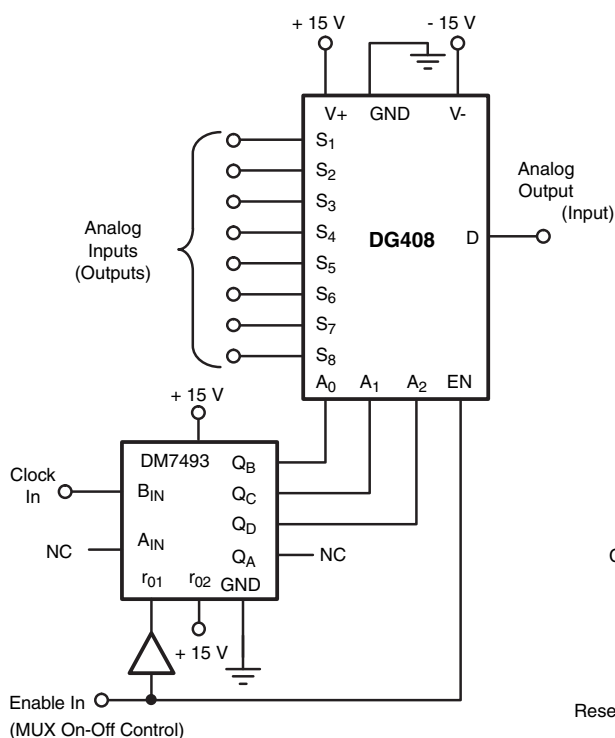 + 15 V
- 15 V
V+
GND
V-
S1
S2
S3
S4
S5
S6
S7
S8
DG408
D
Analog
Output
(Input)
Analog
Inputs
(Outputs)
A0
A1
A2
EN
+ 15 V
DM7493
QB
QC
QD
QA
Clock
In
BIN
AIN
NC
NC
r01
r02
GND
+ 15 V
Enable In
(MUX On-Off Control)
C
Rese